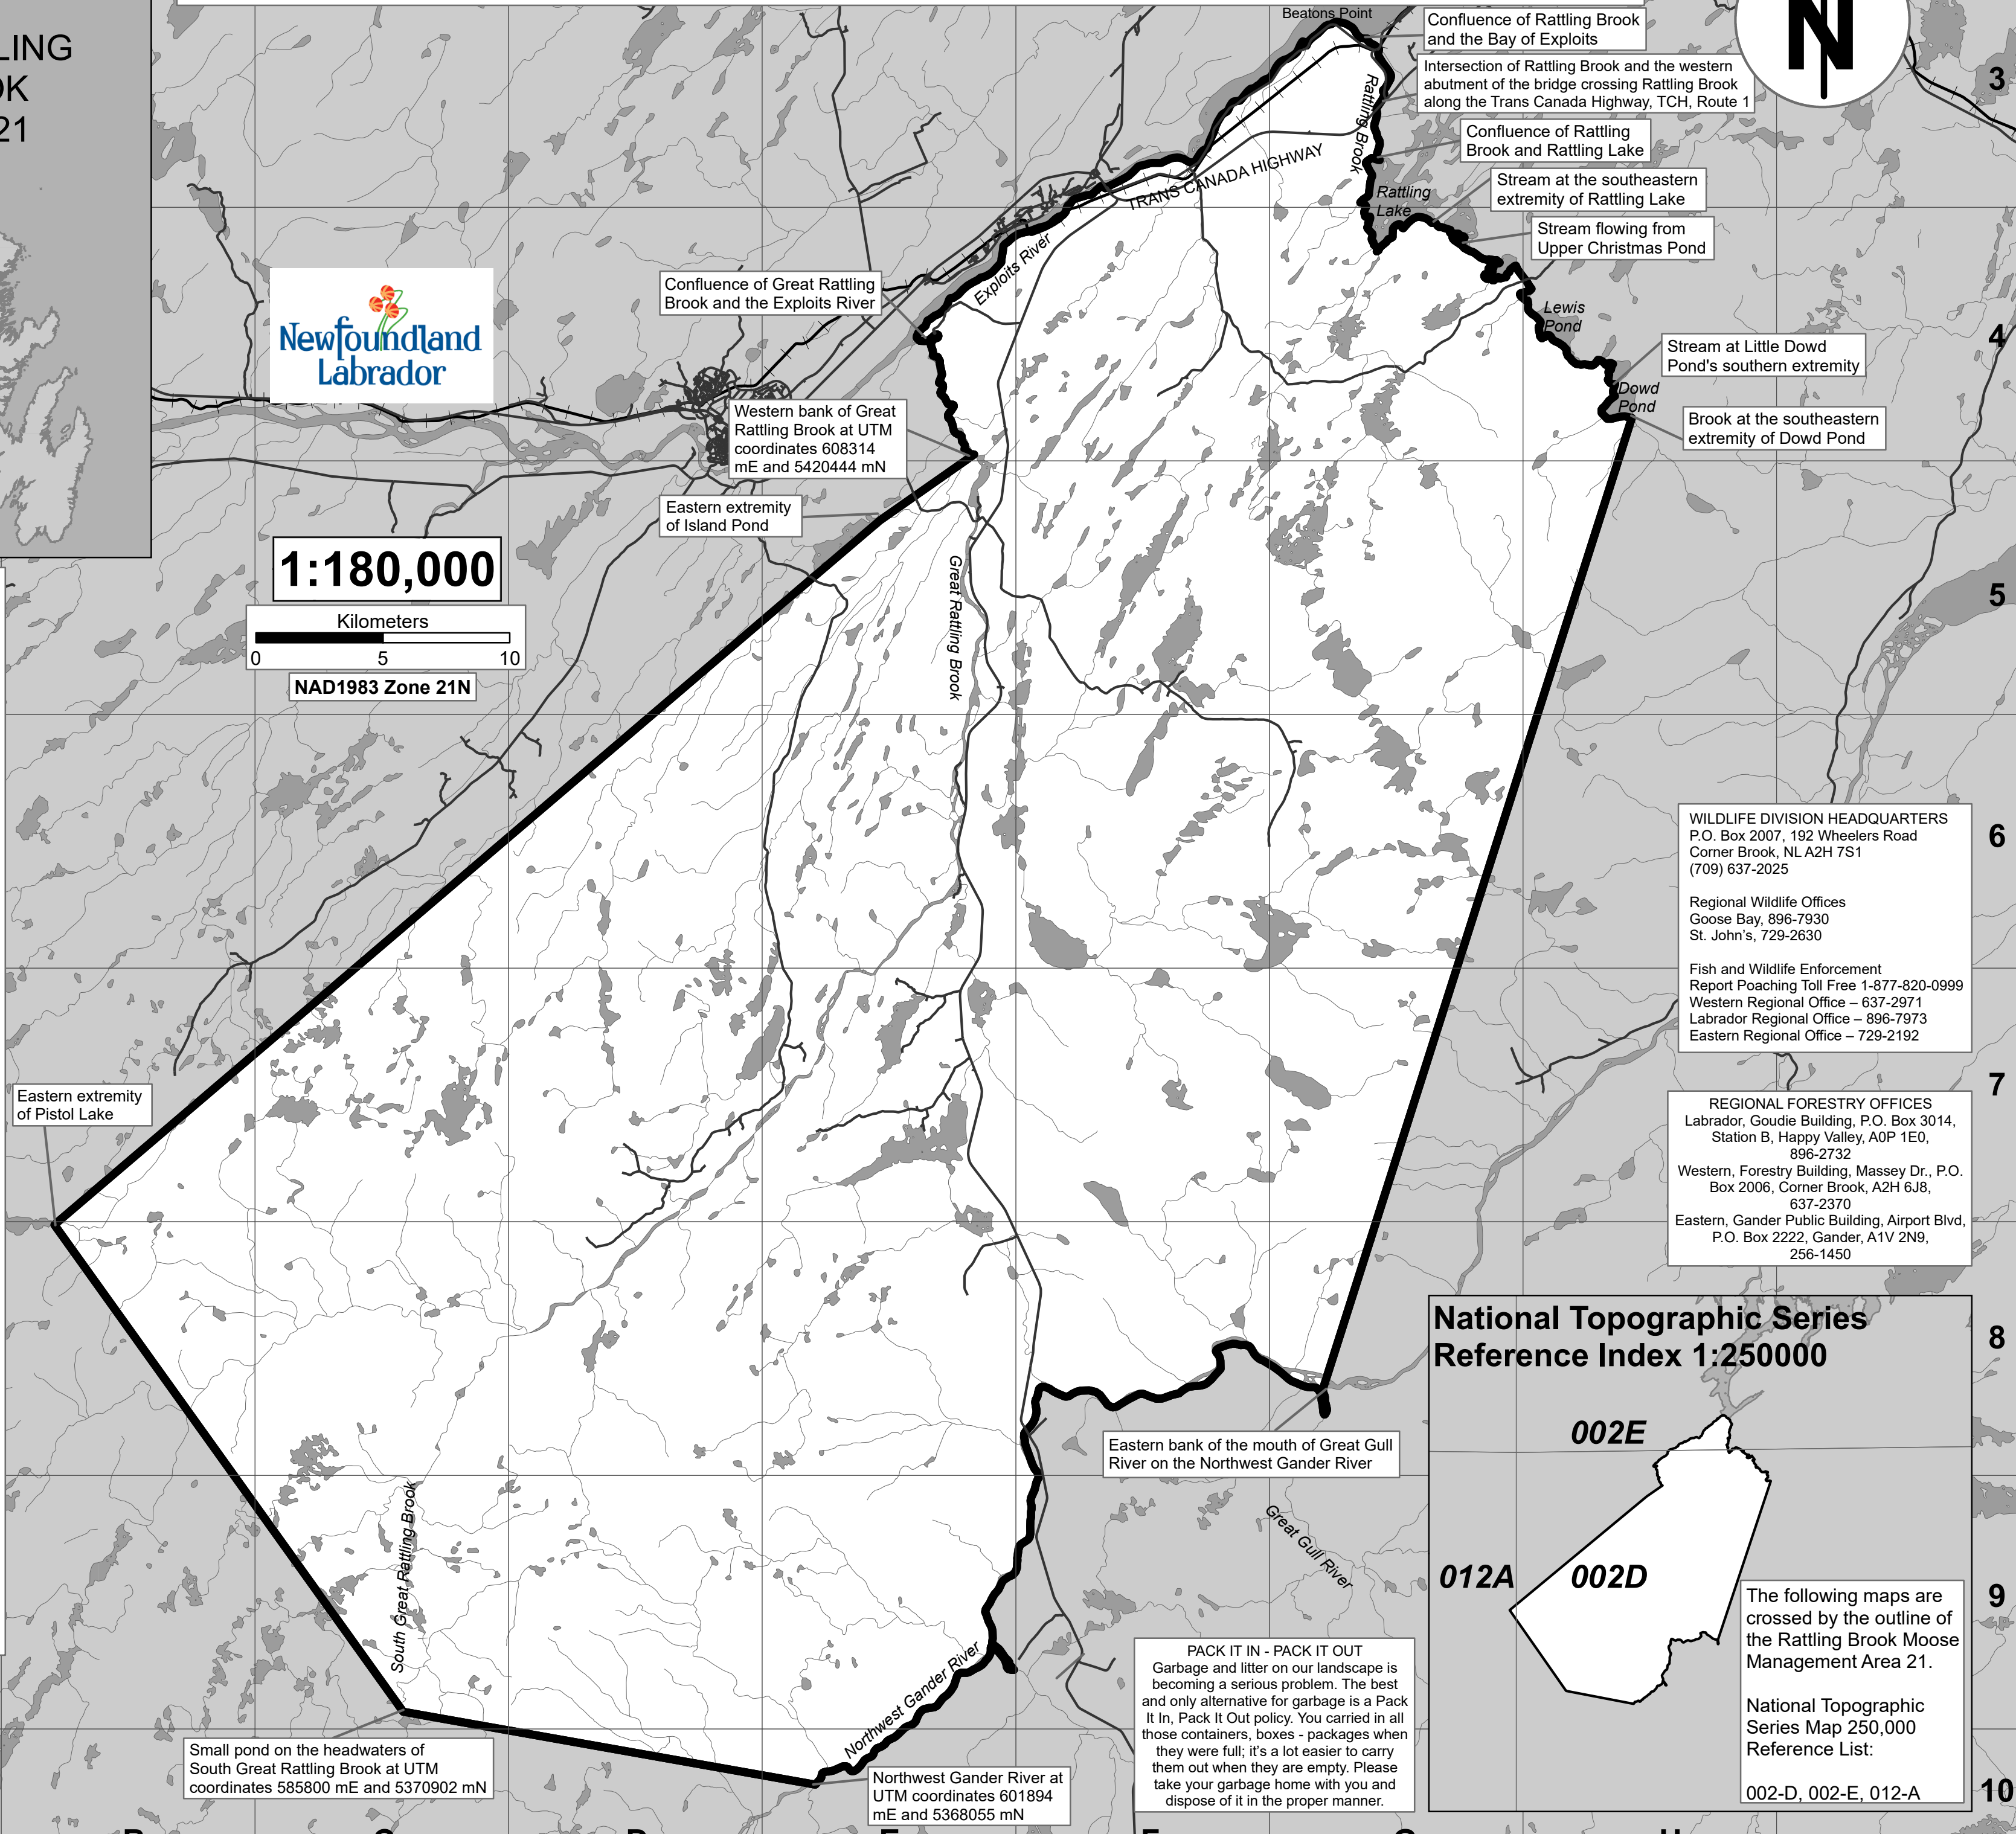 LING
OK
21
Beatons Point
Confluence of Rattling Brook
and the Bay of Exploits
N
Intersection of Rattling Brook and the western
abutment of the bridge crossing Rattling Brook
along the Trans Canada Highway, TCH, Route 1
3
Rattling Brook
Confluence of Rattling
Brook and Rattling Lake
TRANS CANADA HIGHWAY
Stream at the southeastern
extremity of Rattling Lake
Rattling
Lake
Stream flowing from
Upper Christmas Pond
Exploits River
Confluence of Great Rattling
Brook and the Exploits River
Newfoundland
Labrador
Lewis
Pond
4
Stream at Little Dowd
Pond's southern extremity
Dowd
Pond
Western bank of Great
Rattling Brook at UTM
coordinates 608314
mE and 5420444 mN
Brook at the southeastern
extremity of Dowd Pond
Eastern extremity
of Island Pond
1:180,000
Kilometers
0 5 10
NAD1983 Zone 21N
Great Rattling Brook
5
WILDLIFE DIVISION HEADQUARTERS
P.O. Box 2007, 192 Wheelers Road
Corner Brook, NL A2H 7S1
(709) 637-2025
Regional Wildlife Offices
Goose Bay, 896-7930
St. John's, 729-2630
Fish and Wildlife Enforcement
Report Poaching Toll Free 1-877-820-0999
Western Regional Office – 637-2971
Labrador Regional Office – 896-7973
Eastern Regional Office – 729-2192
6
Eastern extremity
of Pistol Lake
7
REGIONAL FORESTRY OFFICES
Labrador, Goudie Building, P.O. Box 3014,
Station B, Happy Valley, A0P 1E0,
896-2732
Western, Forestry Building, Massey Dr., P.O.
Box 2006, Corner Brook, A2H 6J8,
637-2370
Eastern, Gander Public Building, Airport Blvd,
P.O. Box 2222, Gander, A1V 2N9,
256-1450
National Topographic Series
Reference Index 1:250000
8
002E
012A
002D
Eastern bank of the mouth of Great Gull
River on the Northwest Gander River
Great Gull River
South Great Rattling Brook
Northwest Gander River
9
The following maps are
crossed by the outline of
the Rattling Brook Moose
Management Area 21.
National Topographic
Series Map 250,000
Reference List:
002-D, 002-E, 012-A
PACK IT IN - PACK IT OUT
Garbage and litter on our landscape is
becoming a serious problem. The best
and only alternative for garbage is a Pack
It In, Pack It Out policy. You carried in all
those containers, boxes - packages when
they were full; it's a lot easier to carry
them out when they are empty. Please
take your garbage home with you and
dispose of it in the proper manner.
Small pond on the headwaters of
South Great Rattling Brook at UTM
coordinates 585800 mE and 5370902 mN
Northwest Gander River at
UTM coordinates 601894
mE and 5368055 mN
10